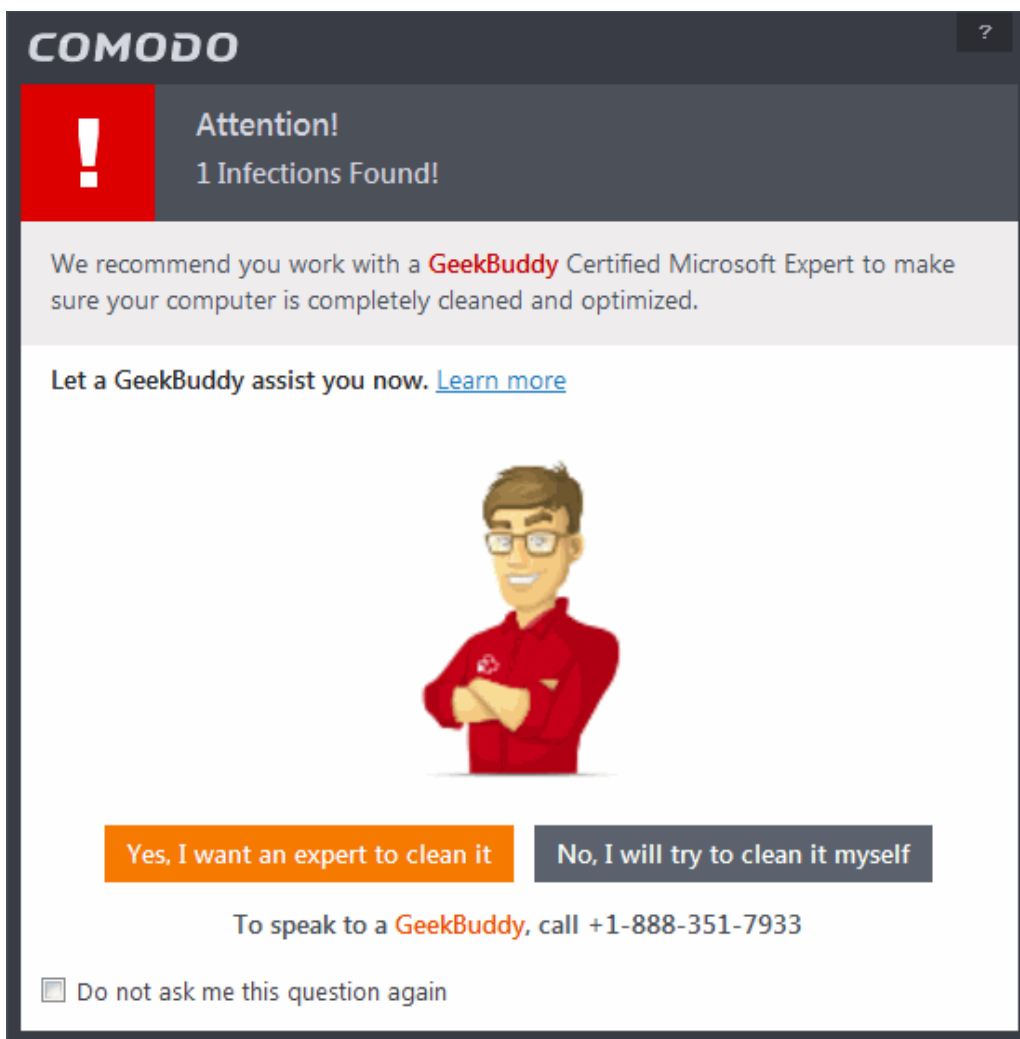 COMODO
?
!
Attention!
1 Infections Found!
We recommend you work with a GeekBuddy Certified Microsoft Expert to make
sure your computer is completely cleaned and optimized.
Let a GeekBuddy assist you now. Learn more
Yes, I want an expert to clean it
No, I will try to clean it myself
To speak to a GeekBuddy, call +1-888-351-7933
Do not ask me this question again